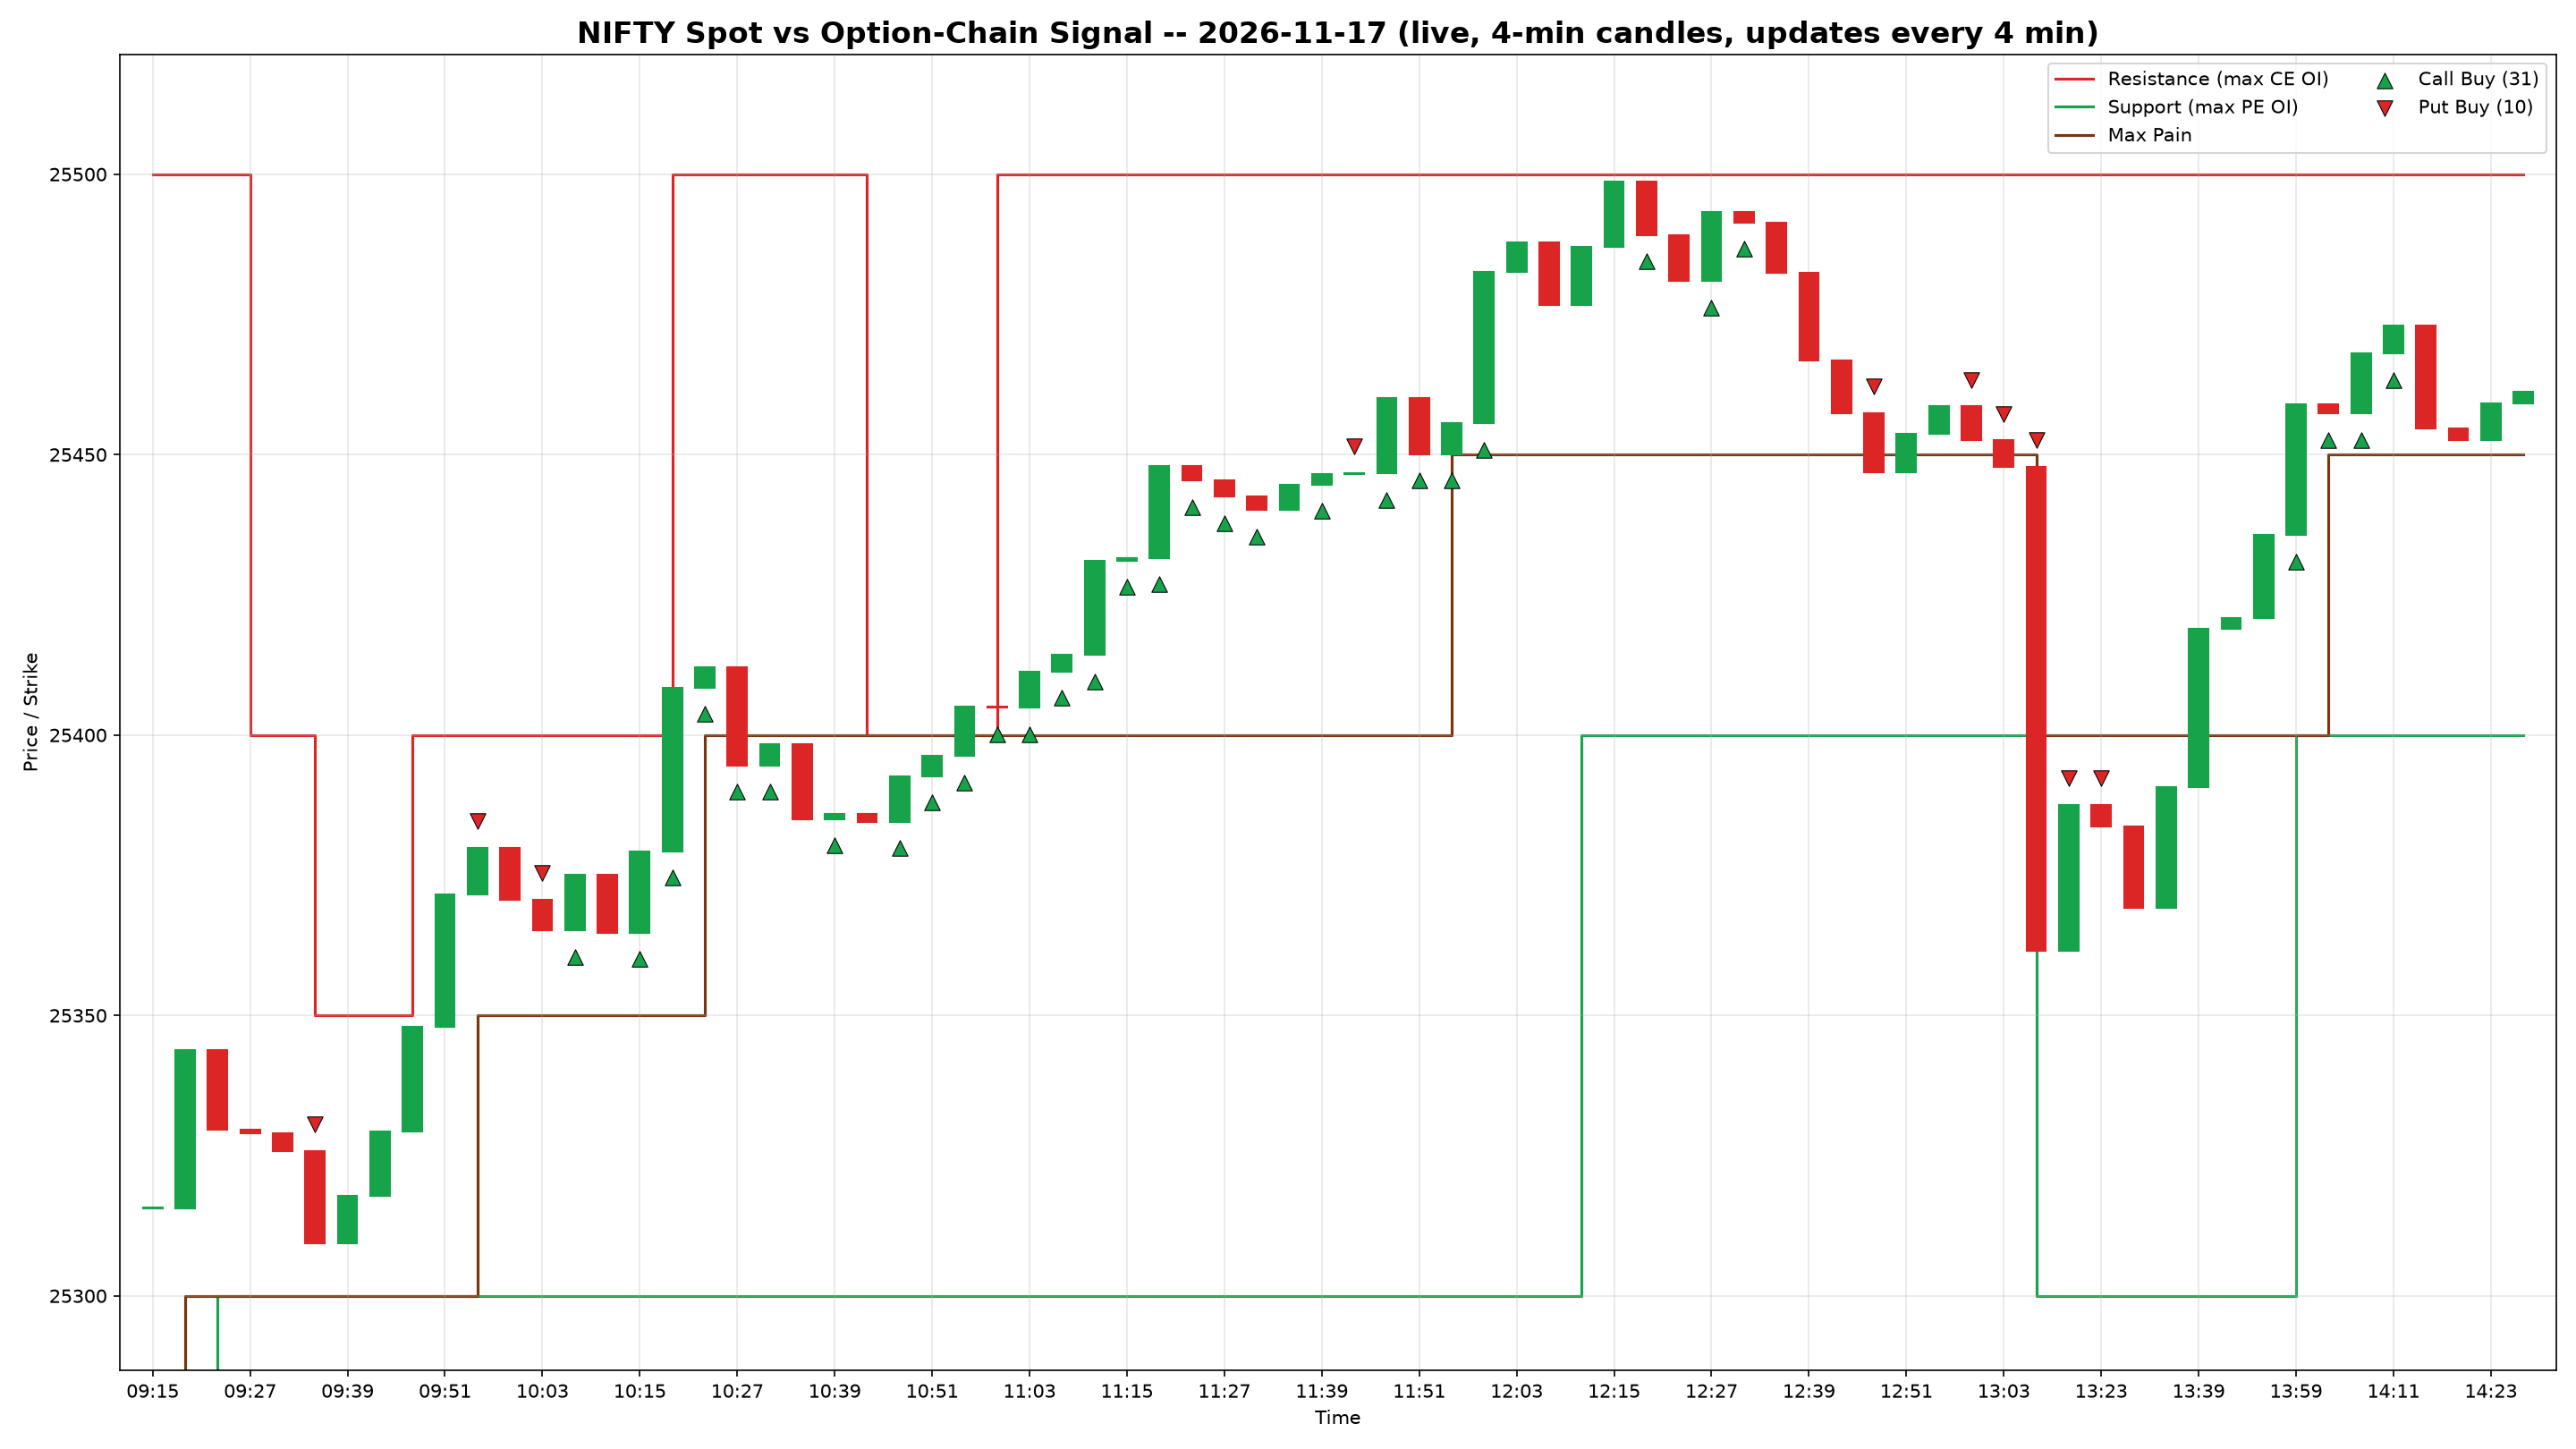 NIFTY Spot vs Option-Chain Signal -- 2026-11-17 (live, 4-min candles, updates every 4 min)
Resistance (max CE OI)
Support (max PE OI)
Max Pain
Call Buy (31)
Put Buy (10)
Price / Strike
25500
25450
25400
25350
25300
09:15 09:27 09:39 09:51 10:03 10:15 10:27 10:39 10:51 11:03 11:15 11:27 11:39 11:51 12:03 12:15 12:27 12:39 12:51 13:03 13:23 13:39 13:59 14:11 14:23
Time